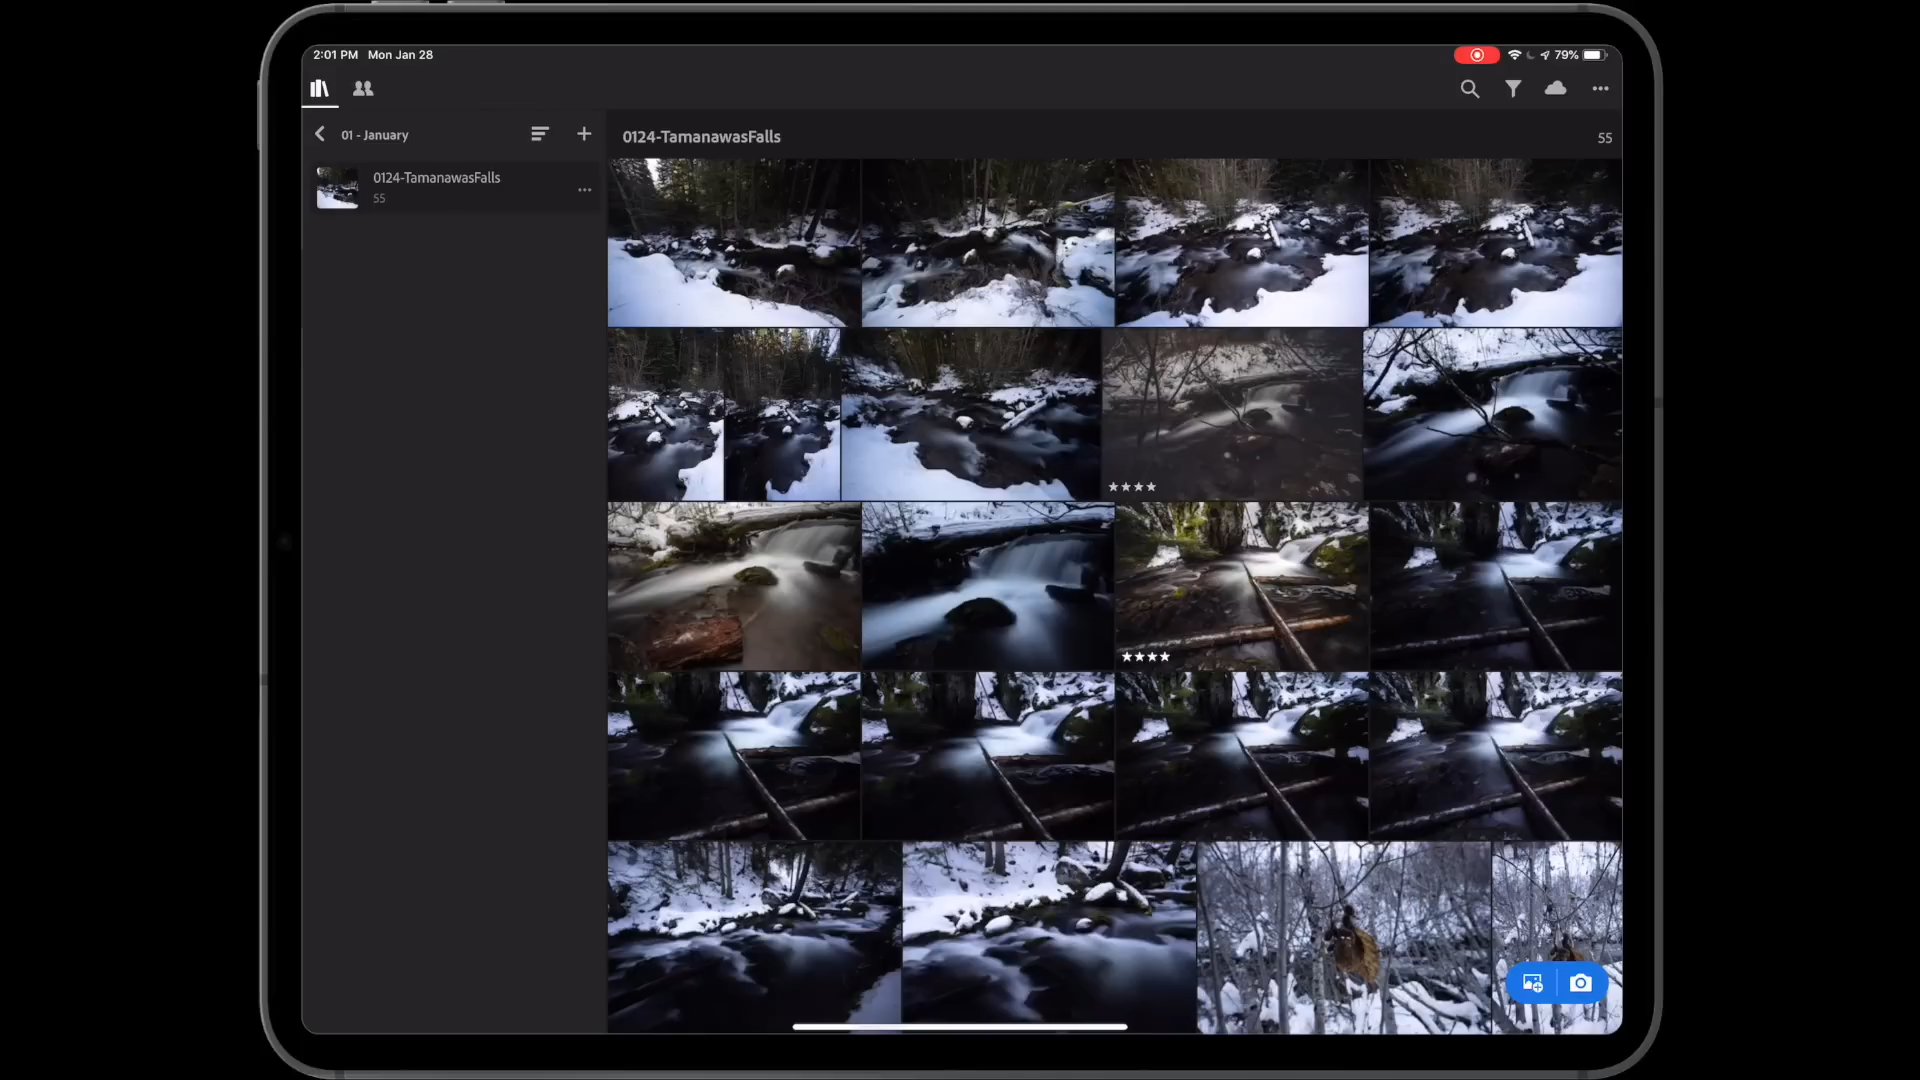 2:01 PM Mon Jan 28
79%
01 - January
0124-TamanawasFalls
55
0124-TamanawasFalls
55